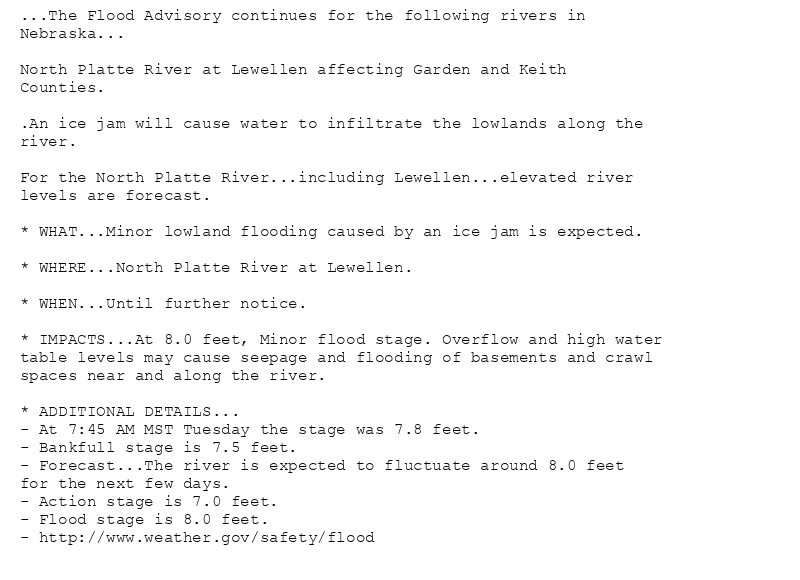 ...The Flood Advisory continues for the following rivers in
Nebraska...
North Platte River at Lewellen affecting Garden and Keith
Counties.
.An ice jam will cause water to infiltrate the lowlands along the
river.
For the North Platte River...including Lewellen...elevated river
levels are forecast.
* WHAT...Minor lowland flooding caused by an ice jam is expected.
* WHERE...North Platte River at Lewellen.
* WHEN...Until further notice.
* IMPACTS...At 8.0 feet, Minor flood stage. Overflow and high water
table levels may cause seepage and flooding of basements and crawl
spaces near and along the river.
* ADDITIONAL DETAILS...
- At 7:45 AM MST Tuesday the stage was 7.8 feet.
- Bankfull stage is 7.5 feet.
- Forecast...The river is expected to fluctuate around 8.0 feet
for the next few days.
- Action stage is 7.0 feet.
- Flood stage is 8.0 feet.
- http://www.weather.gov/safety/flood